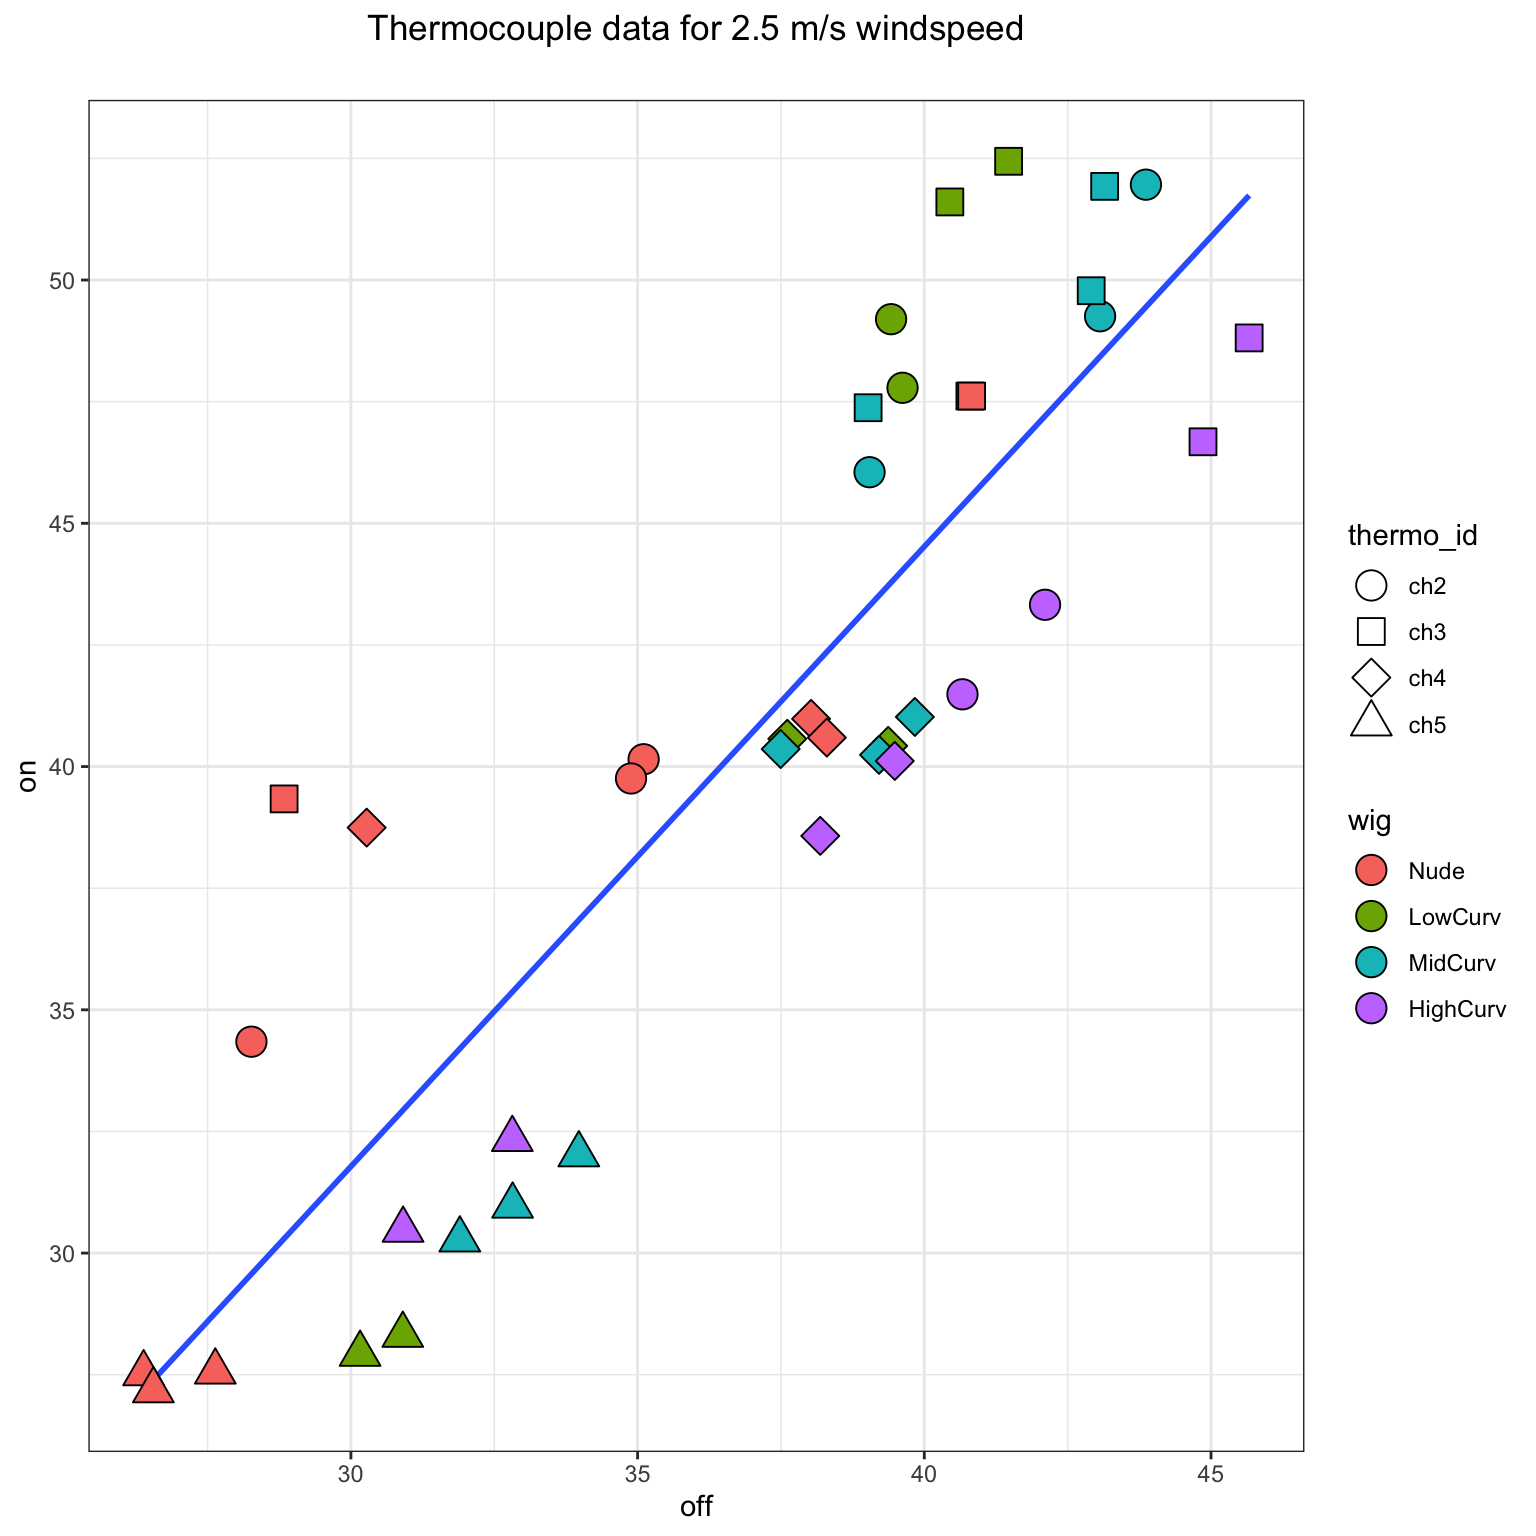 Thermocouple data for 2.5 m/s windspeed
50
45
40
35
30
on
30 35 40 45
off
thermo_id
ch2
ch3
ch4
ch5
wig
Nude
LowCurv
MidCurv
HighCurv